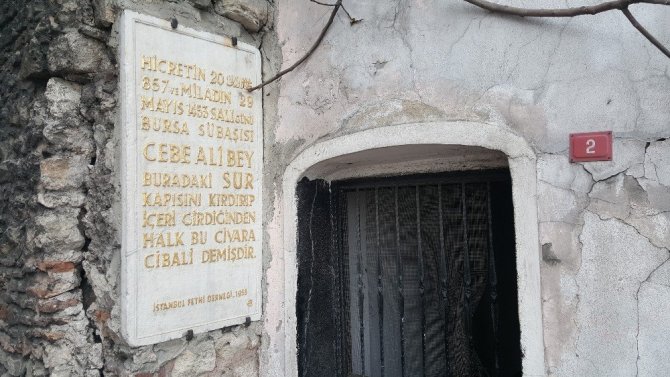 HİCRETİN 20
857 VE MİLADIN 29
MAYIS 1453 SALI GÜNÜ
BURSA SUBAŞISI
CEBE ALİ BEY
BURADAKİ SUR
KAPISINI KIRDIRIP
İÇERİ GİRDİĞİNDEN
HALK BU CİVARA
CİBALİ DEMİŞDİR.
İSTANBUL FETHİ DERNEĞİ, 1953
2